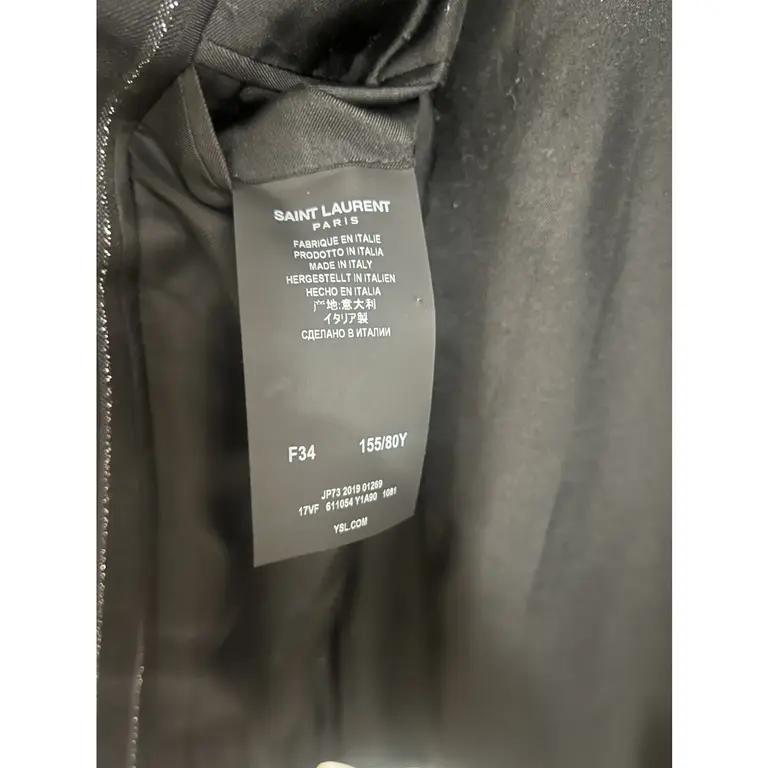 SAINT LAURENT
PARIS
FABRIQUE EN ITALIE
PRODOTTO IN ITALIA
MADE IN ITALY
HERGESTELLT IN ITALIEN
HECHO EN ITALIA
地:意大利
イタリア製
СДЕЛАНО В ИТАЛИИ
F34 155/80Y
JP73 2019 01269
17VF 611054 Y1A90 1081
YSL.COM